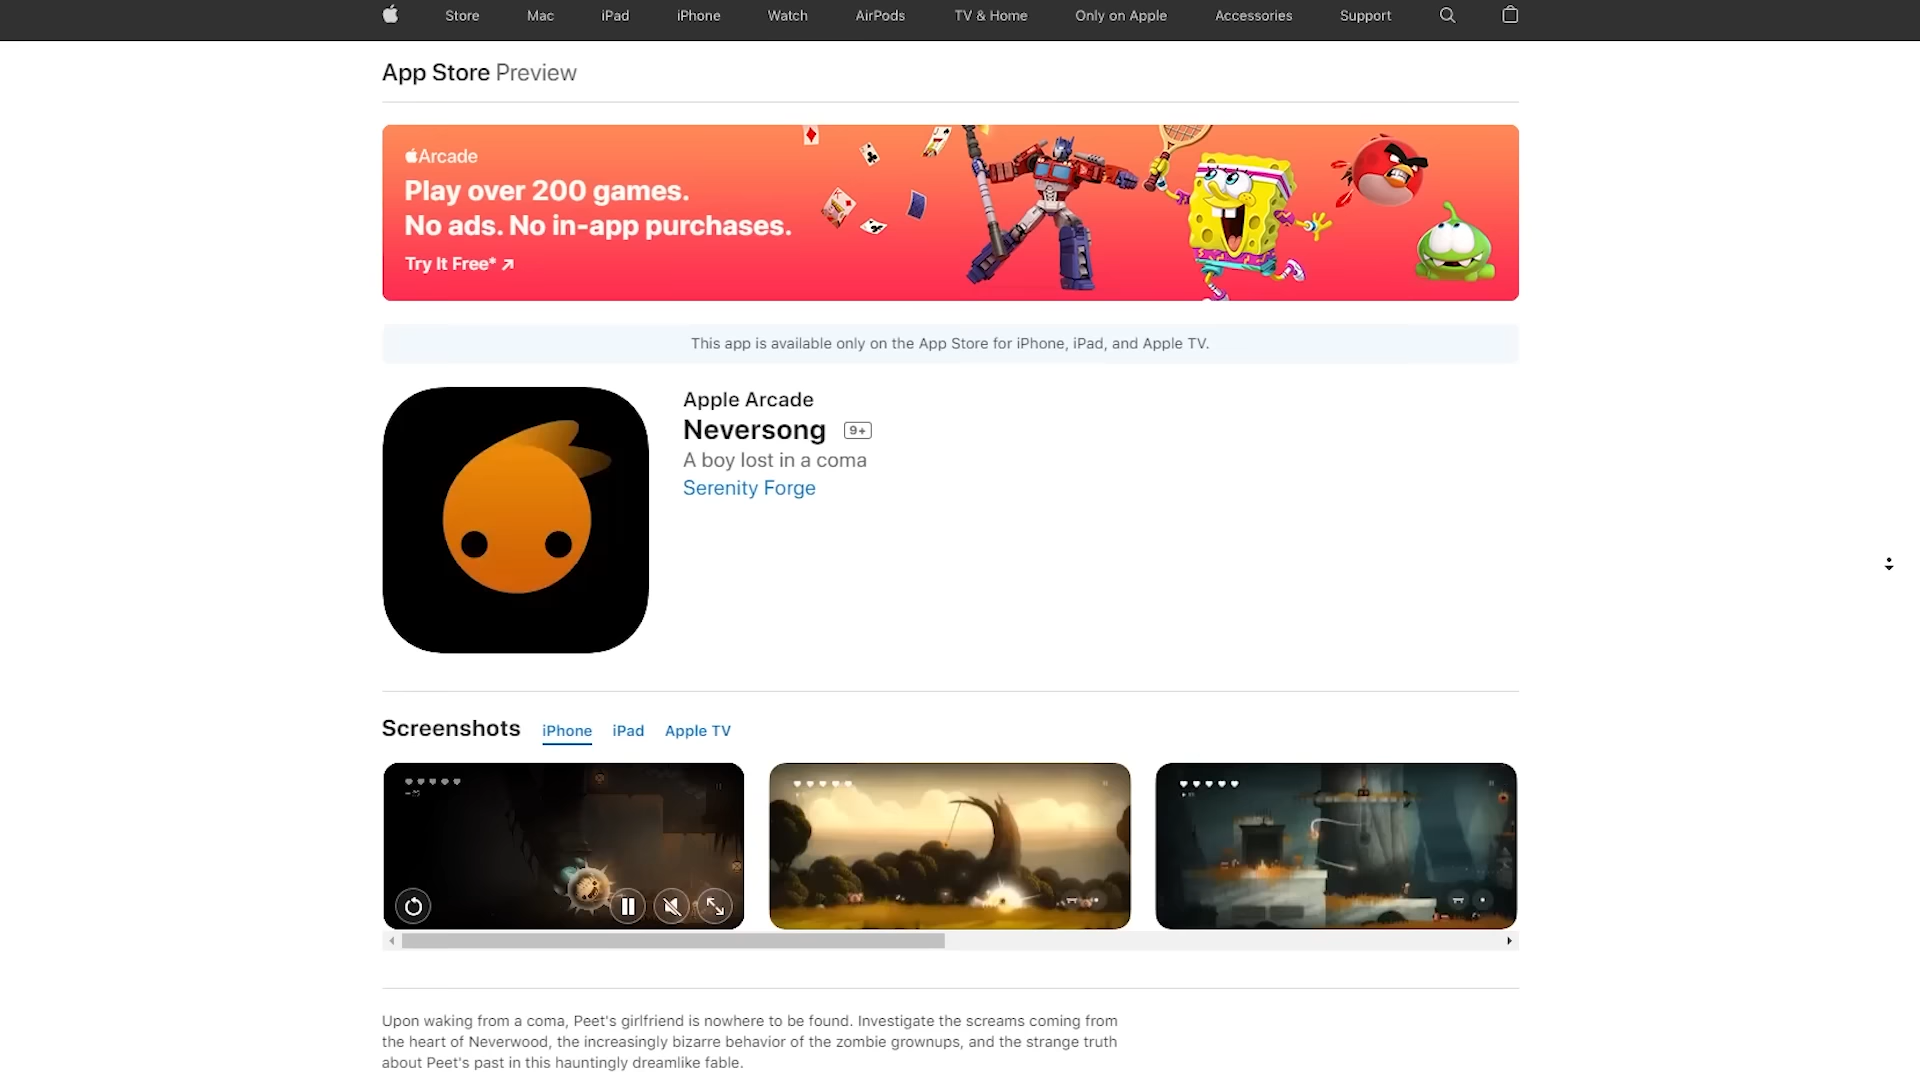 Store Mac iPad iPhone Watch AirPods TV & Home Only on Apple Accessories Support
App Store Preview
Arcade
Play over 200 games.
No ads. No in-app purchases.
Try It Free* ↗
This app is available only on the App Store for iPhone, iPad, and Apple TV.
Apple Arcade
Neversong 9+
A boy lost in a coma
Serenity Forge
Screenshots iPhone iPad Apple TV
Upon waking from a coma, Peet's girlfriend is nowhere to be found. Investigate the screams coming from
the heart of Neverwood, the increasingly bizarre behavior of the zombie grownups, and the strange truth
about Peet's past in this hauntingly dreamlike fable.